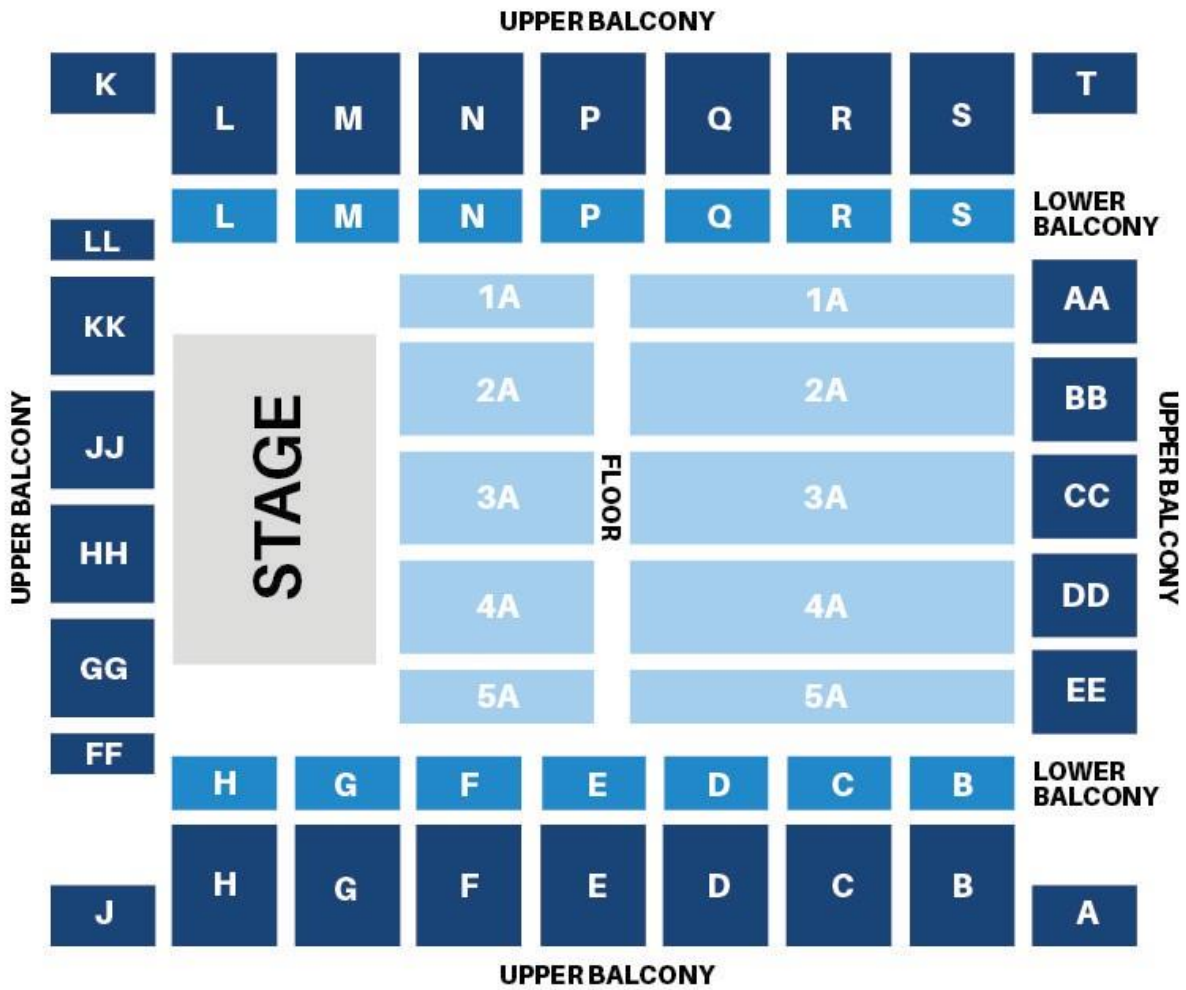 UPPER BALCONY
K
L
M
N
P
Q
R
S
T
L
M
N
P
Q
R
S
LOWER
BALCONY
LL
KK
JJ
HH
GG
FF
UPPER BALCONY
STAGE
1A
1A
2A
2A
3A
3A
4A
4A
5A
5A
FLOOR
AA
BB
CC
DD
EE
UPPER BALCONY
H
G
F
E
D
C
B
LOWER
BALCONY
J
H
G
F
E
D
C
B
A
UPPER BALCONY